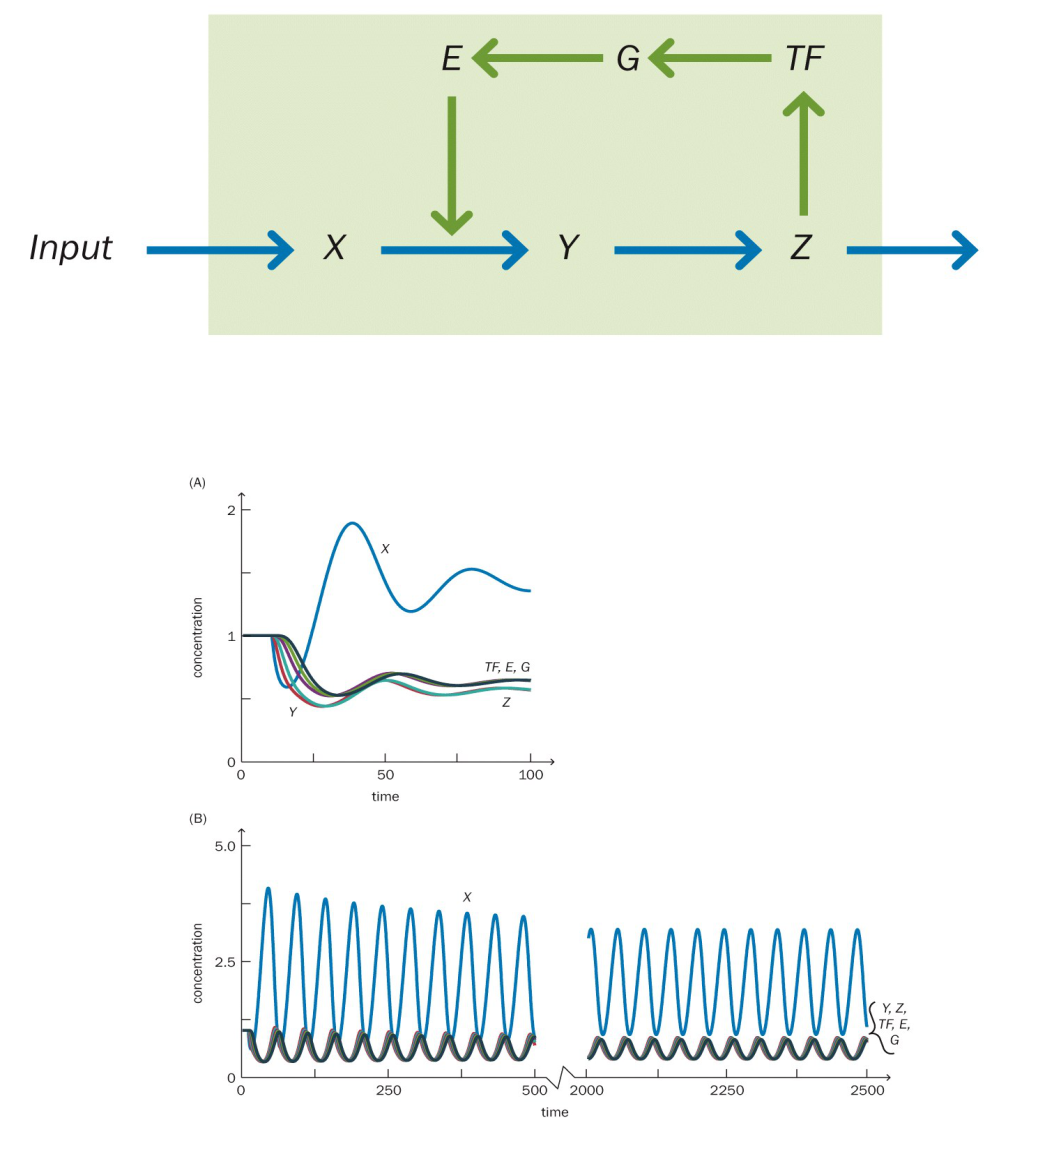 E G TF
Input X Y Z
(A)
2
X
1
concentration
TF, E, G
Z
Y
0
0 50 100
time
(B)
5.0
X
2.5
concentration
Y, Z,
TF, E,
G
0
0 250 500 2000 2250 2500
time